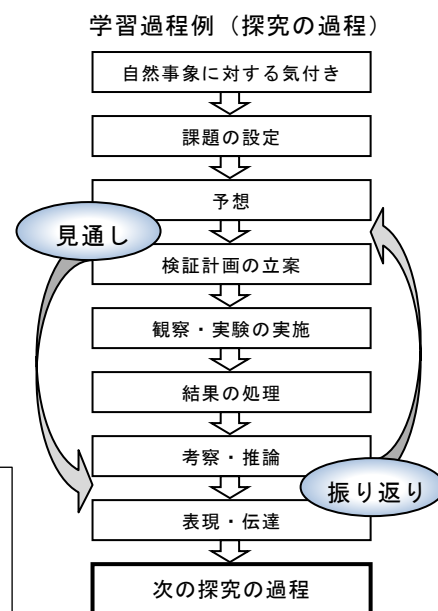 学習過程例（探究の過程）
自然事象に対する気付き
課題の設定
予想
見通し
検証計画の立案
観察・実験の実施
結果の処理
考察・推論
振り返り
表現・伝達
次の探究の過程